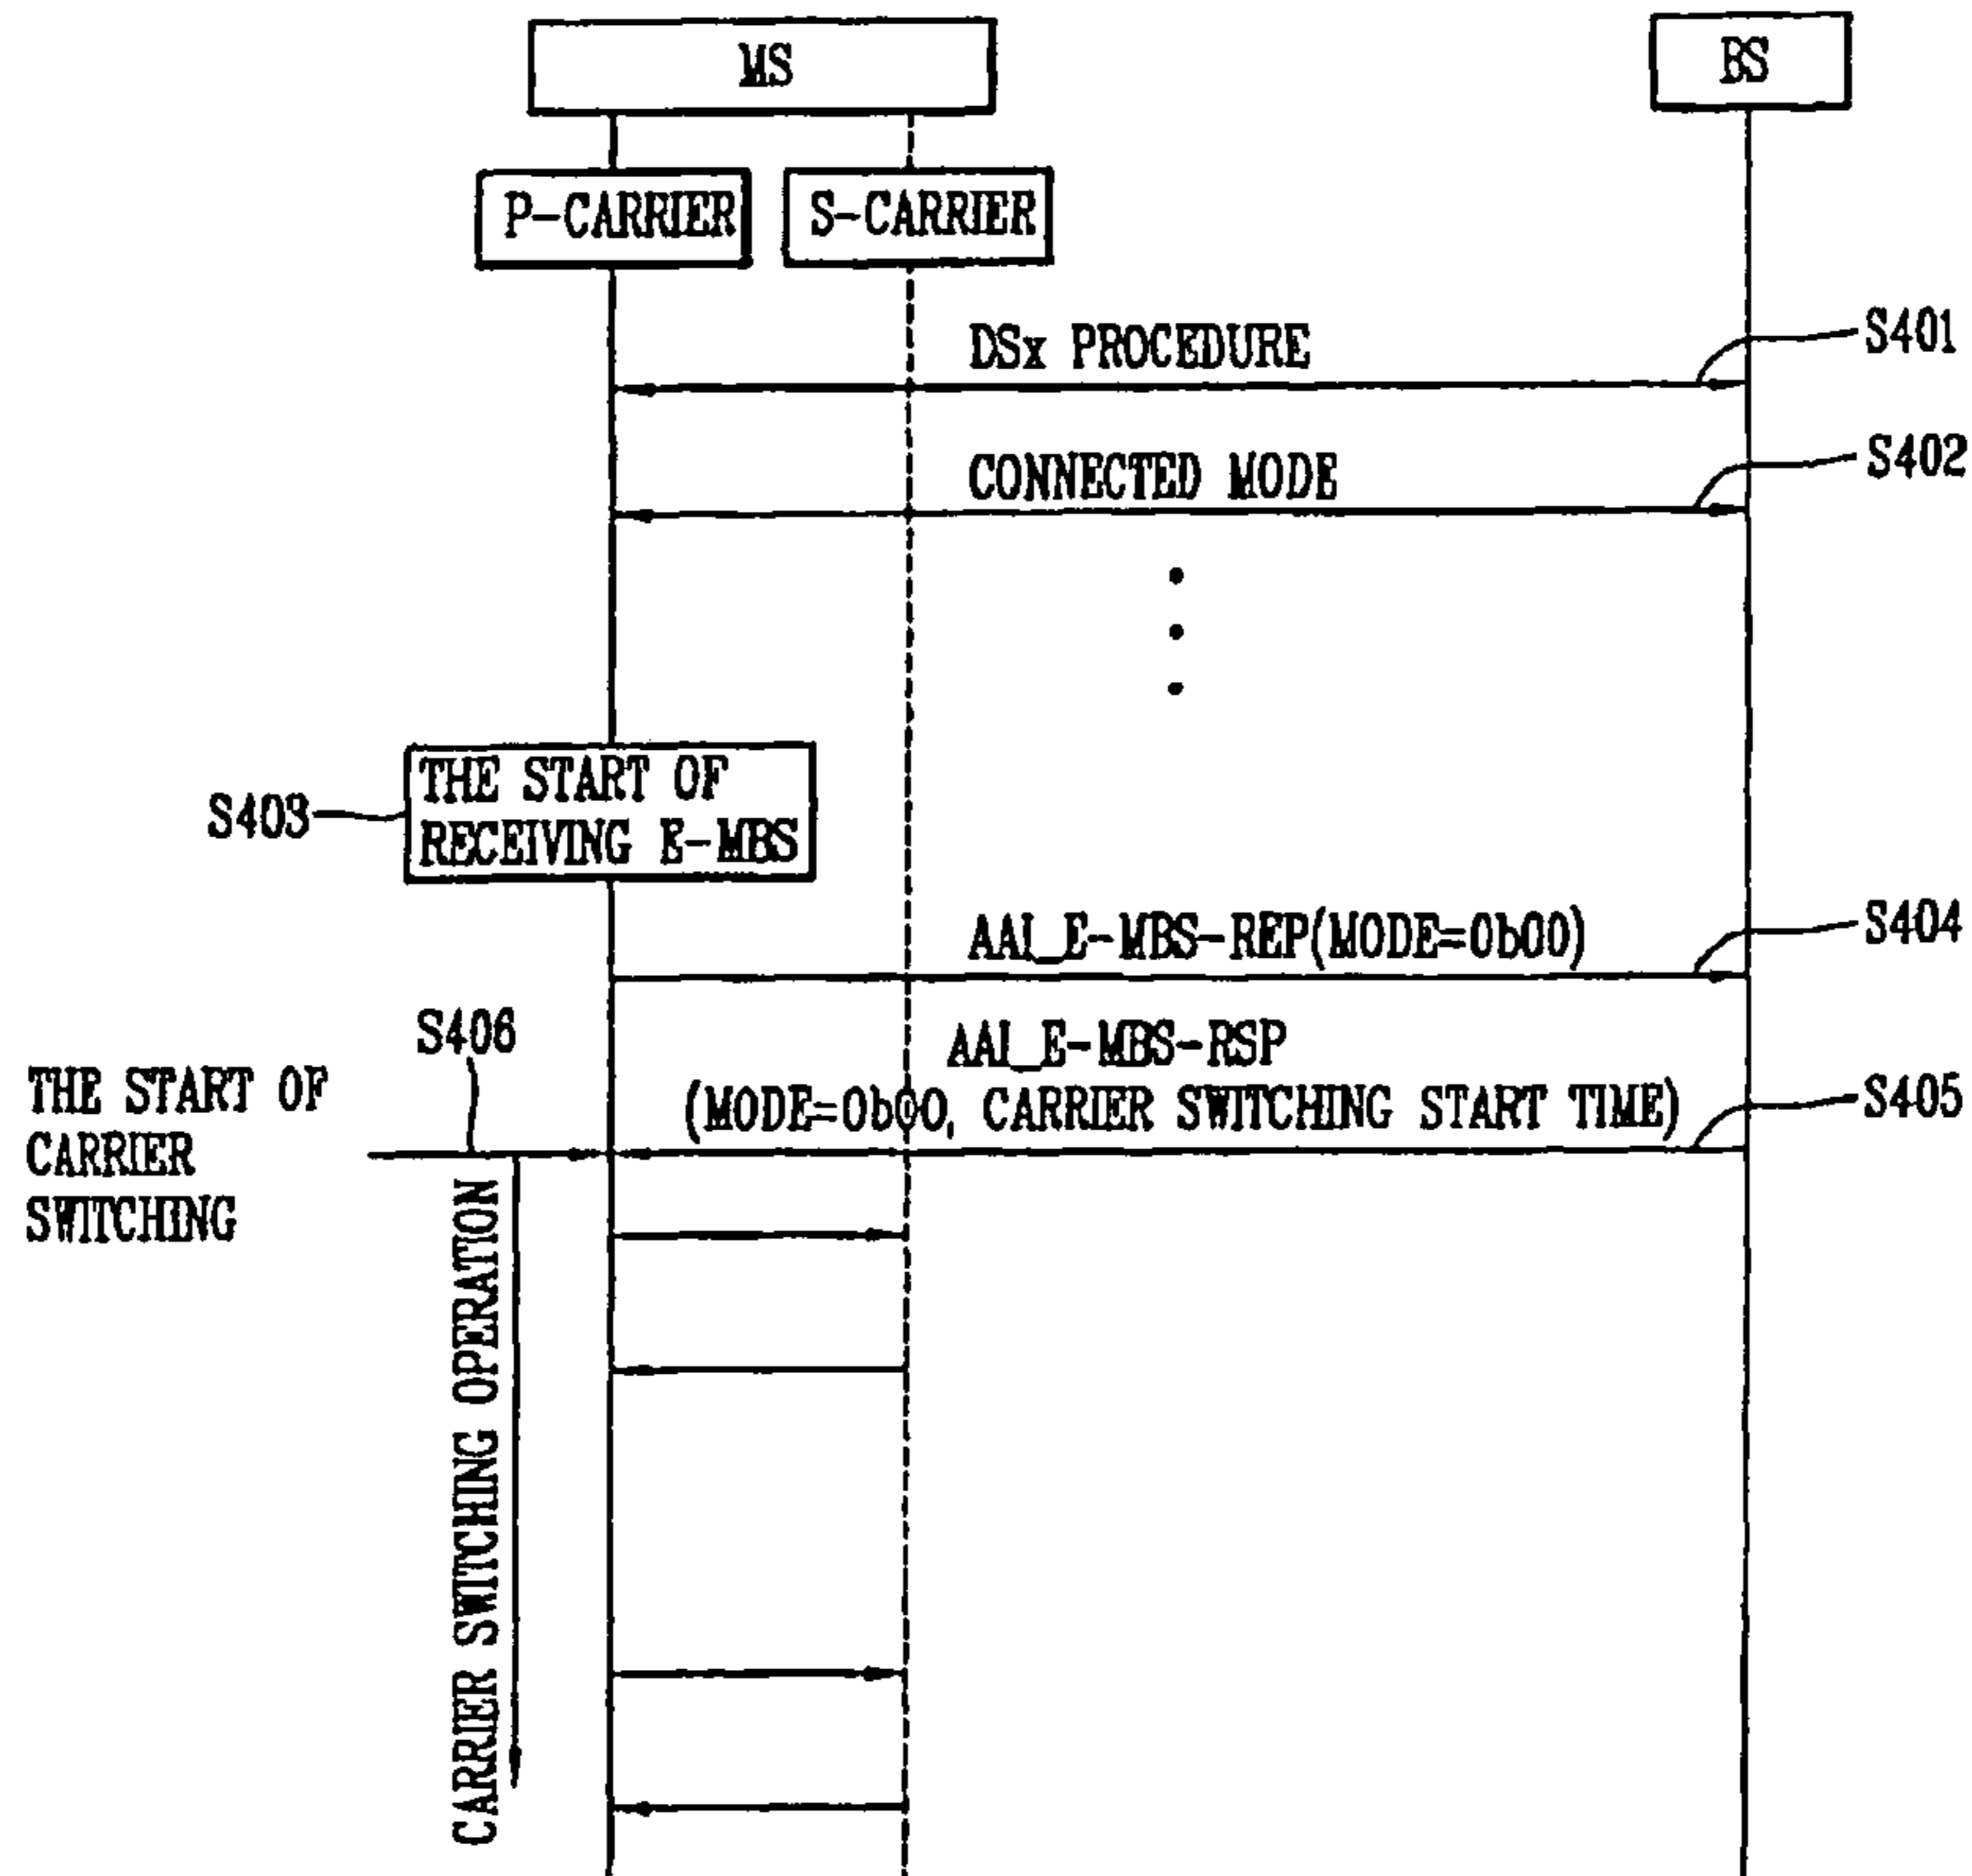 MS
BS
P-CARRIER
S-CARRIER
DSx PROCEDURE
S401
CONNECTED MODE
S402
THE START OF
RECEIVING E-MBS
S403
AAI_E-MBS-REP(MODE=0b00)
S404
S406
AAI_E-MBS-RSP
(MODE=0b00, CARRIER SWITCHING START TIME)
S405
THE START OF
CARRIER
SWITCHING
CARRIER SWITCHING OPERATION